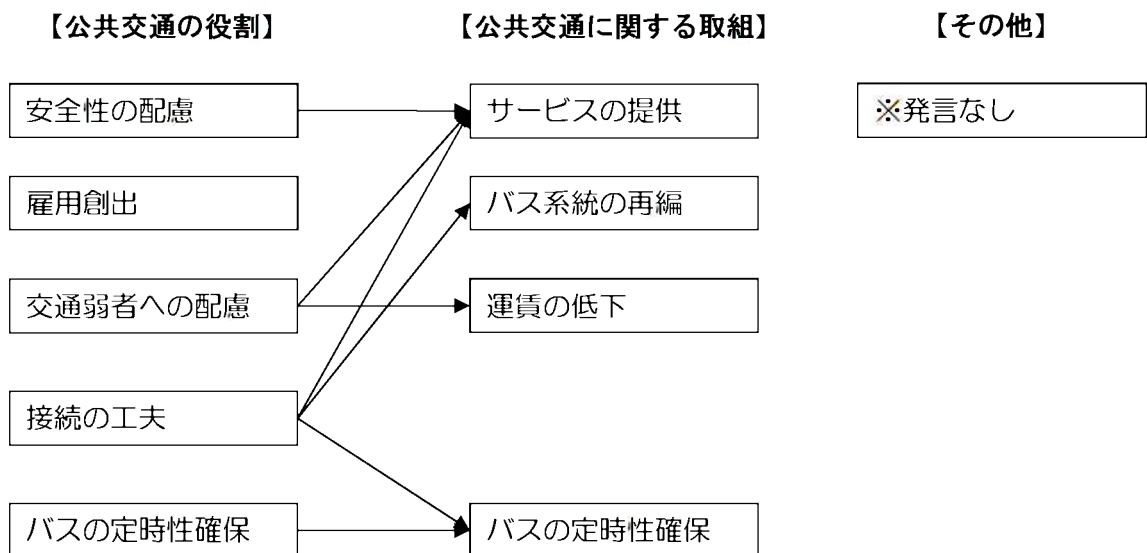 【公共交通の役割】
【公共交通に関する取組】
【その他】
安全性の配慮
サービスの提供
※発言なし
雇用創出
バス系統の再編
交通弱者への配慮
運賃の低下
接続の工夫
バスの定時性確保
バスの定時性確保